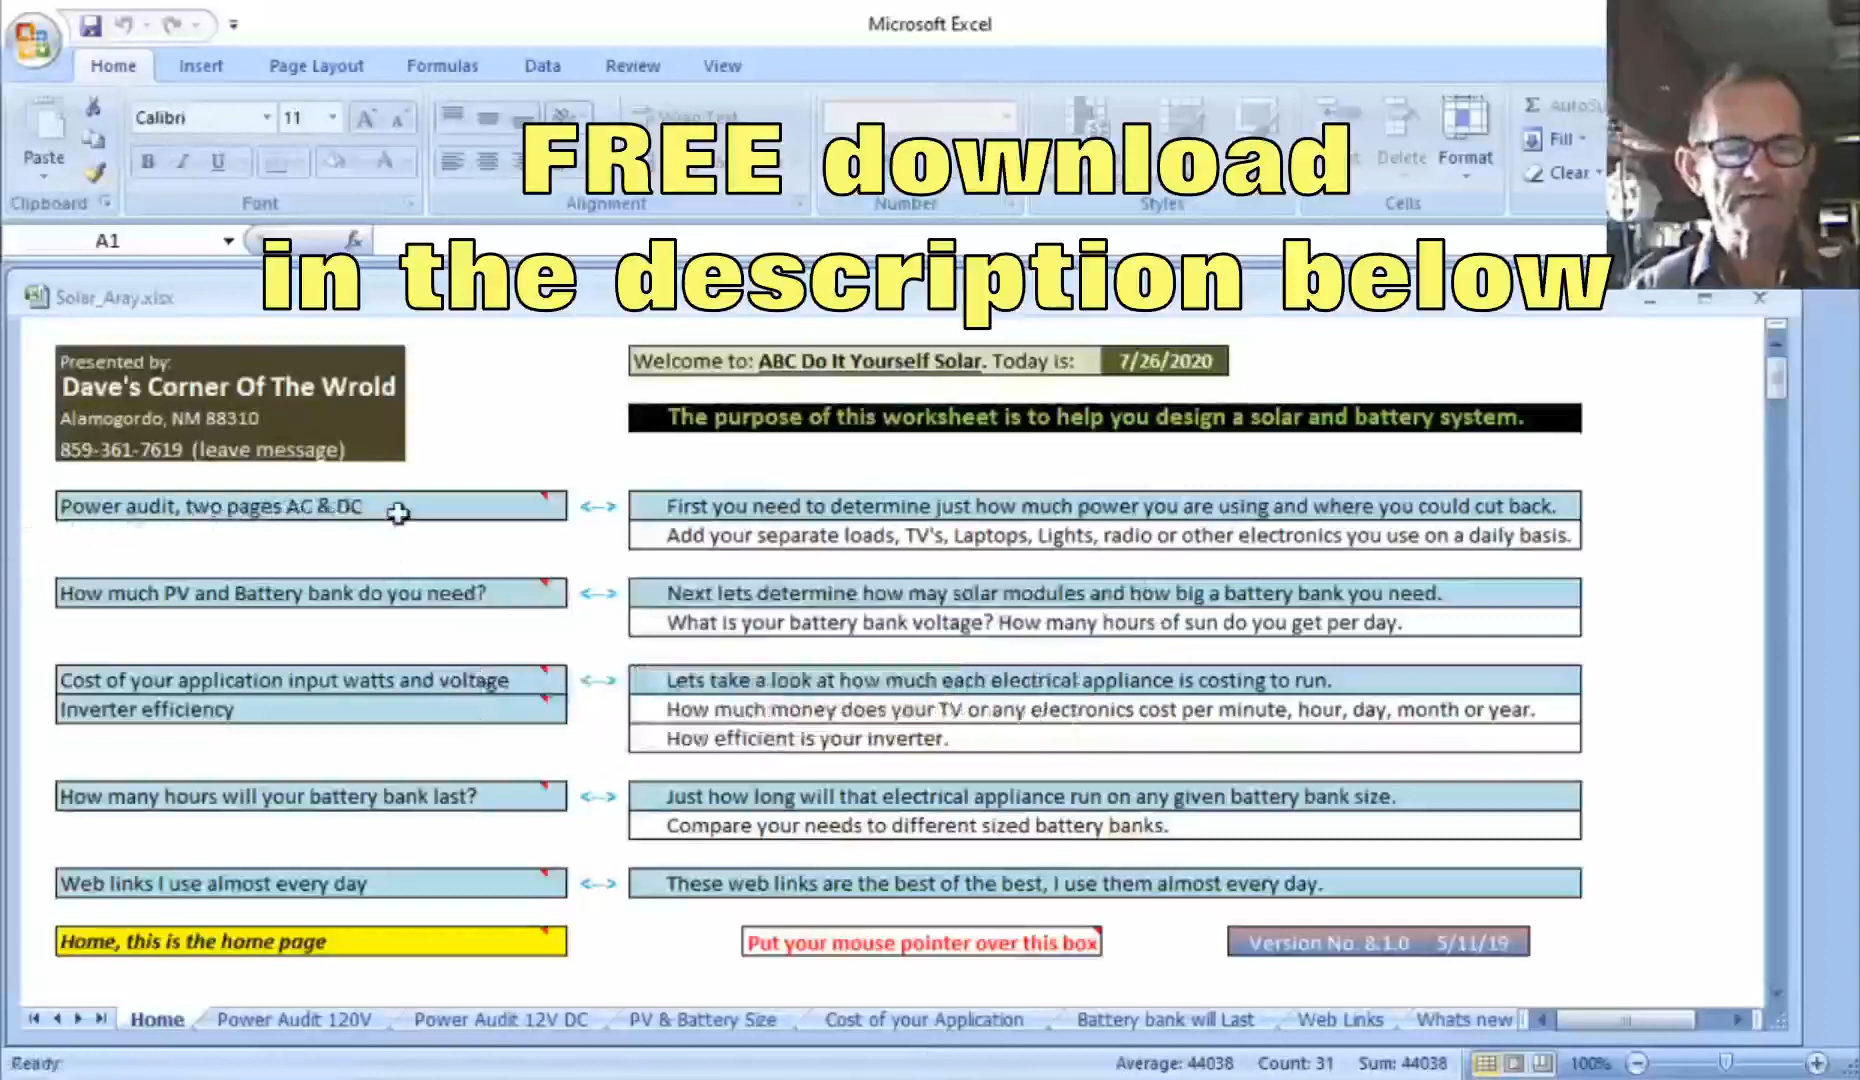 Microsoft Excel
Home Insert Page Layout Formulas Data Review View
Calibri 11
Paste
B I U
Delete Format
Fill
Clear
Clipboard Font Alignment Number Styles Cells
FREE download
in the description below
A1 fx
Solar_Aray.xlsx
Presented by:
Dave's Corner Of The Wrold
Alamogordo, NM 88310
859-361-7619 (leave message)
Welcome to: ABC Do It Yourself Solar. Today is: 7/26/2020
The purpose of this worksheet is to help you design a solar and battery system.
Power audit, two pages AC & DC <--> First you need to determine just how much power you are using and where you could cut back.
Add your separate loads, TV's, Laptops, Lights, radio or other electronics you use on a daily basis.
How much PV and Battery bank do you need? <--> Next lets determine how may solar modules and how big a battery bank you need.
What is your battery bank voltage? How many hours of sun do you get per day.
Cost of your application input watts and voltage <--> Lets take a look at how much each electrical appliance is costing to run.
Inverter efficiency How much money does your TV or any electronics cost per minute, hour, day, month or year.
How efficient is your inverter.
How many hours will your battery bank last? <--> Just how long will that electrical appliance run on any given battery bank size.
Compare your needs to different sized battery banks.
Web links I use almost every day <--> These web links are the best of the best, I use them almost every day.
Home, this is the home page Put your mouse pointer over this box Version No. 8.1.0 5/11/19
Home Power Audit 120V Power Audit 12V DC PV & Battery Size Cost of your Application Battery bank will Last Web Links Whats new
Ready Average: 44038 Count: 31 Sum: 44038 100%